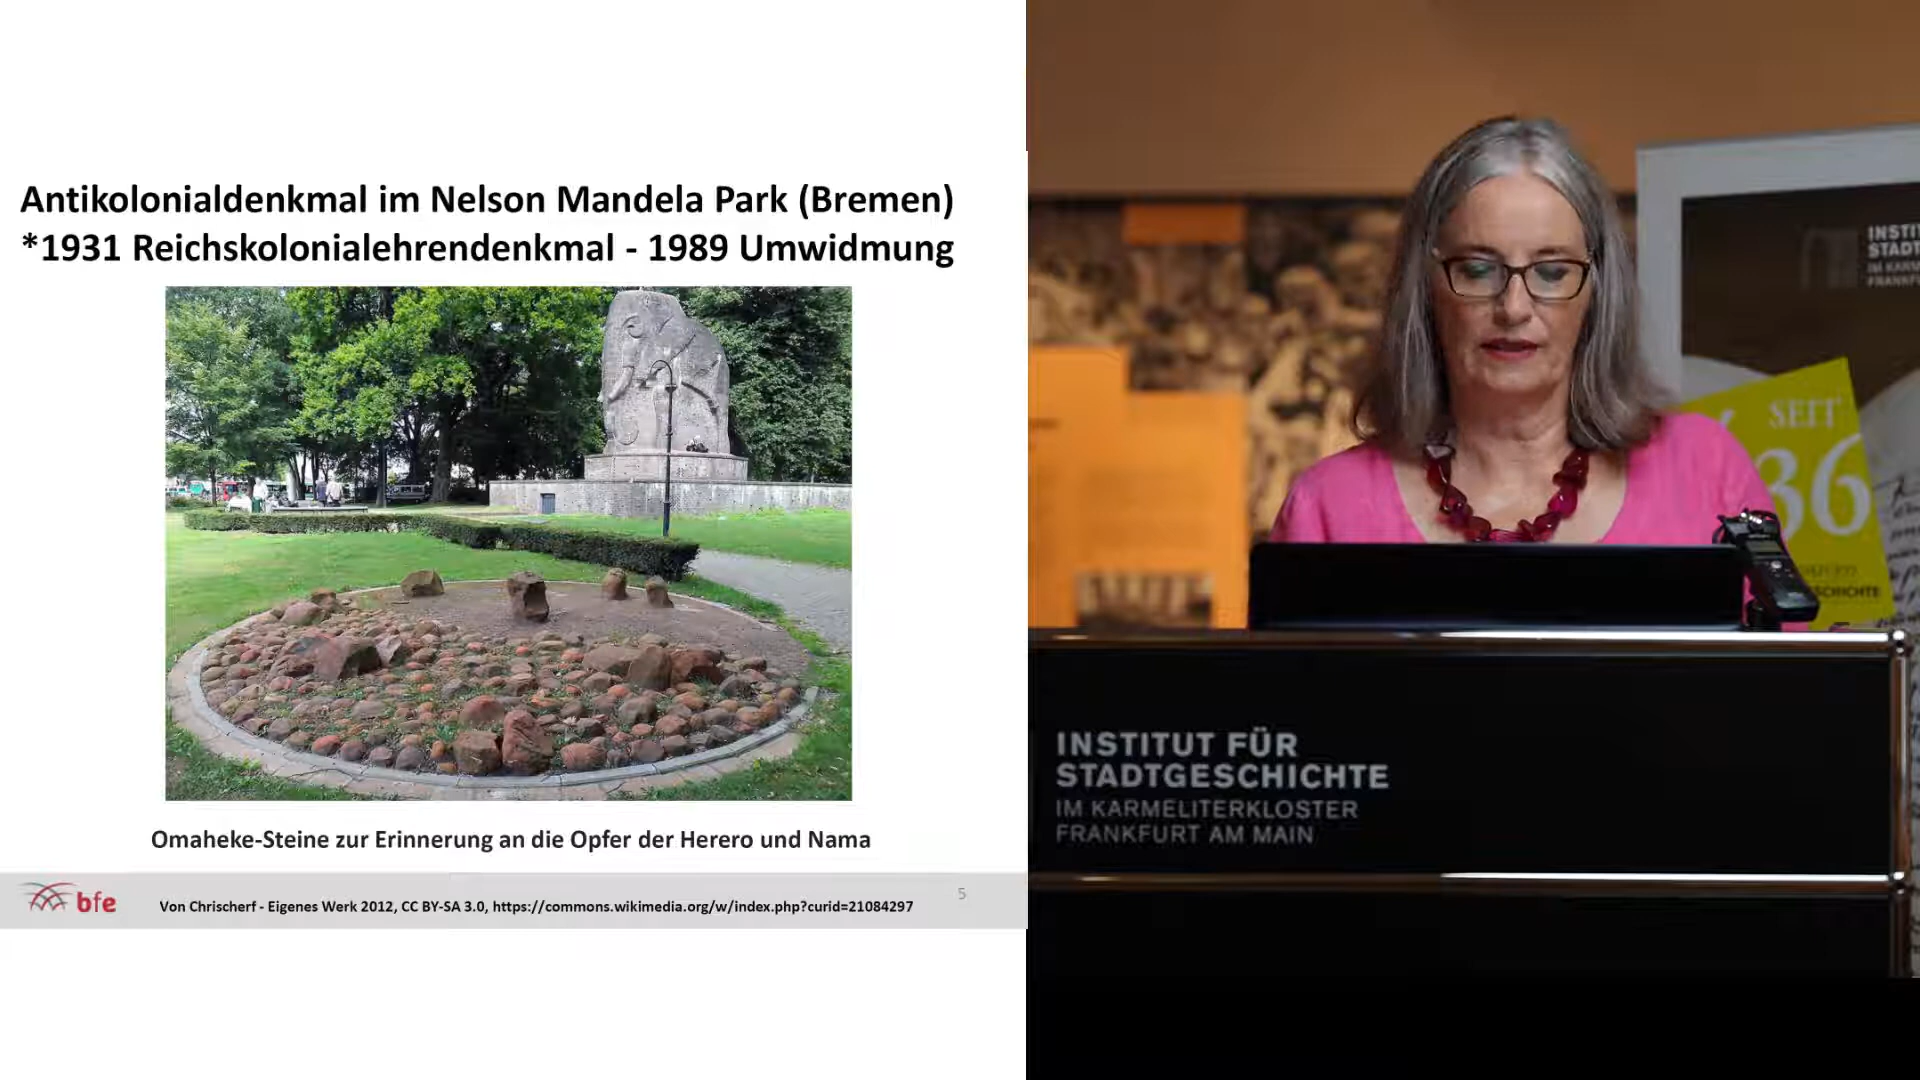 Antikolonialdenkmal im Nelson Mandela Park (Bremen)
*1931 Reichskolonialehrendenkmal - 1989 Umwidmung
Omaheke-Steine zur Erinnerung an die Opfer der Herero und Nama
bfe
Von Chrischerf - Eigenes Werk 2012, CC BY-SA 3.0, https://commons.wikimedia.org/w/index.php?curid=21084297
5
SEIT
36
INSTITUT FÜR
STADTGESCHICHTE
IM KARMELITERKLOSTER
FRANKFURT AM MAIN